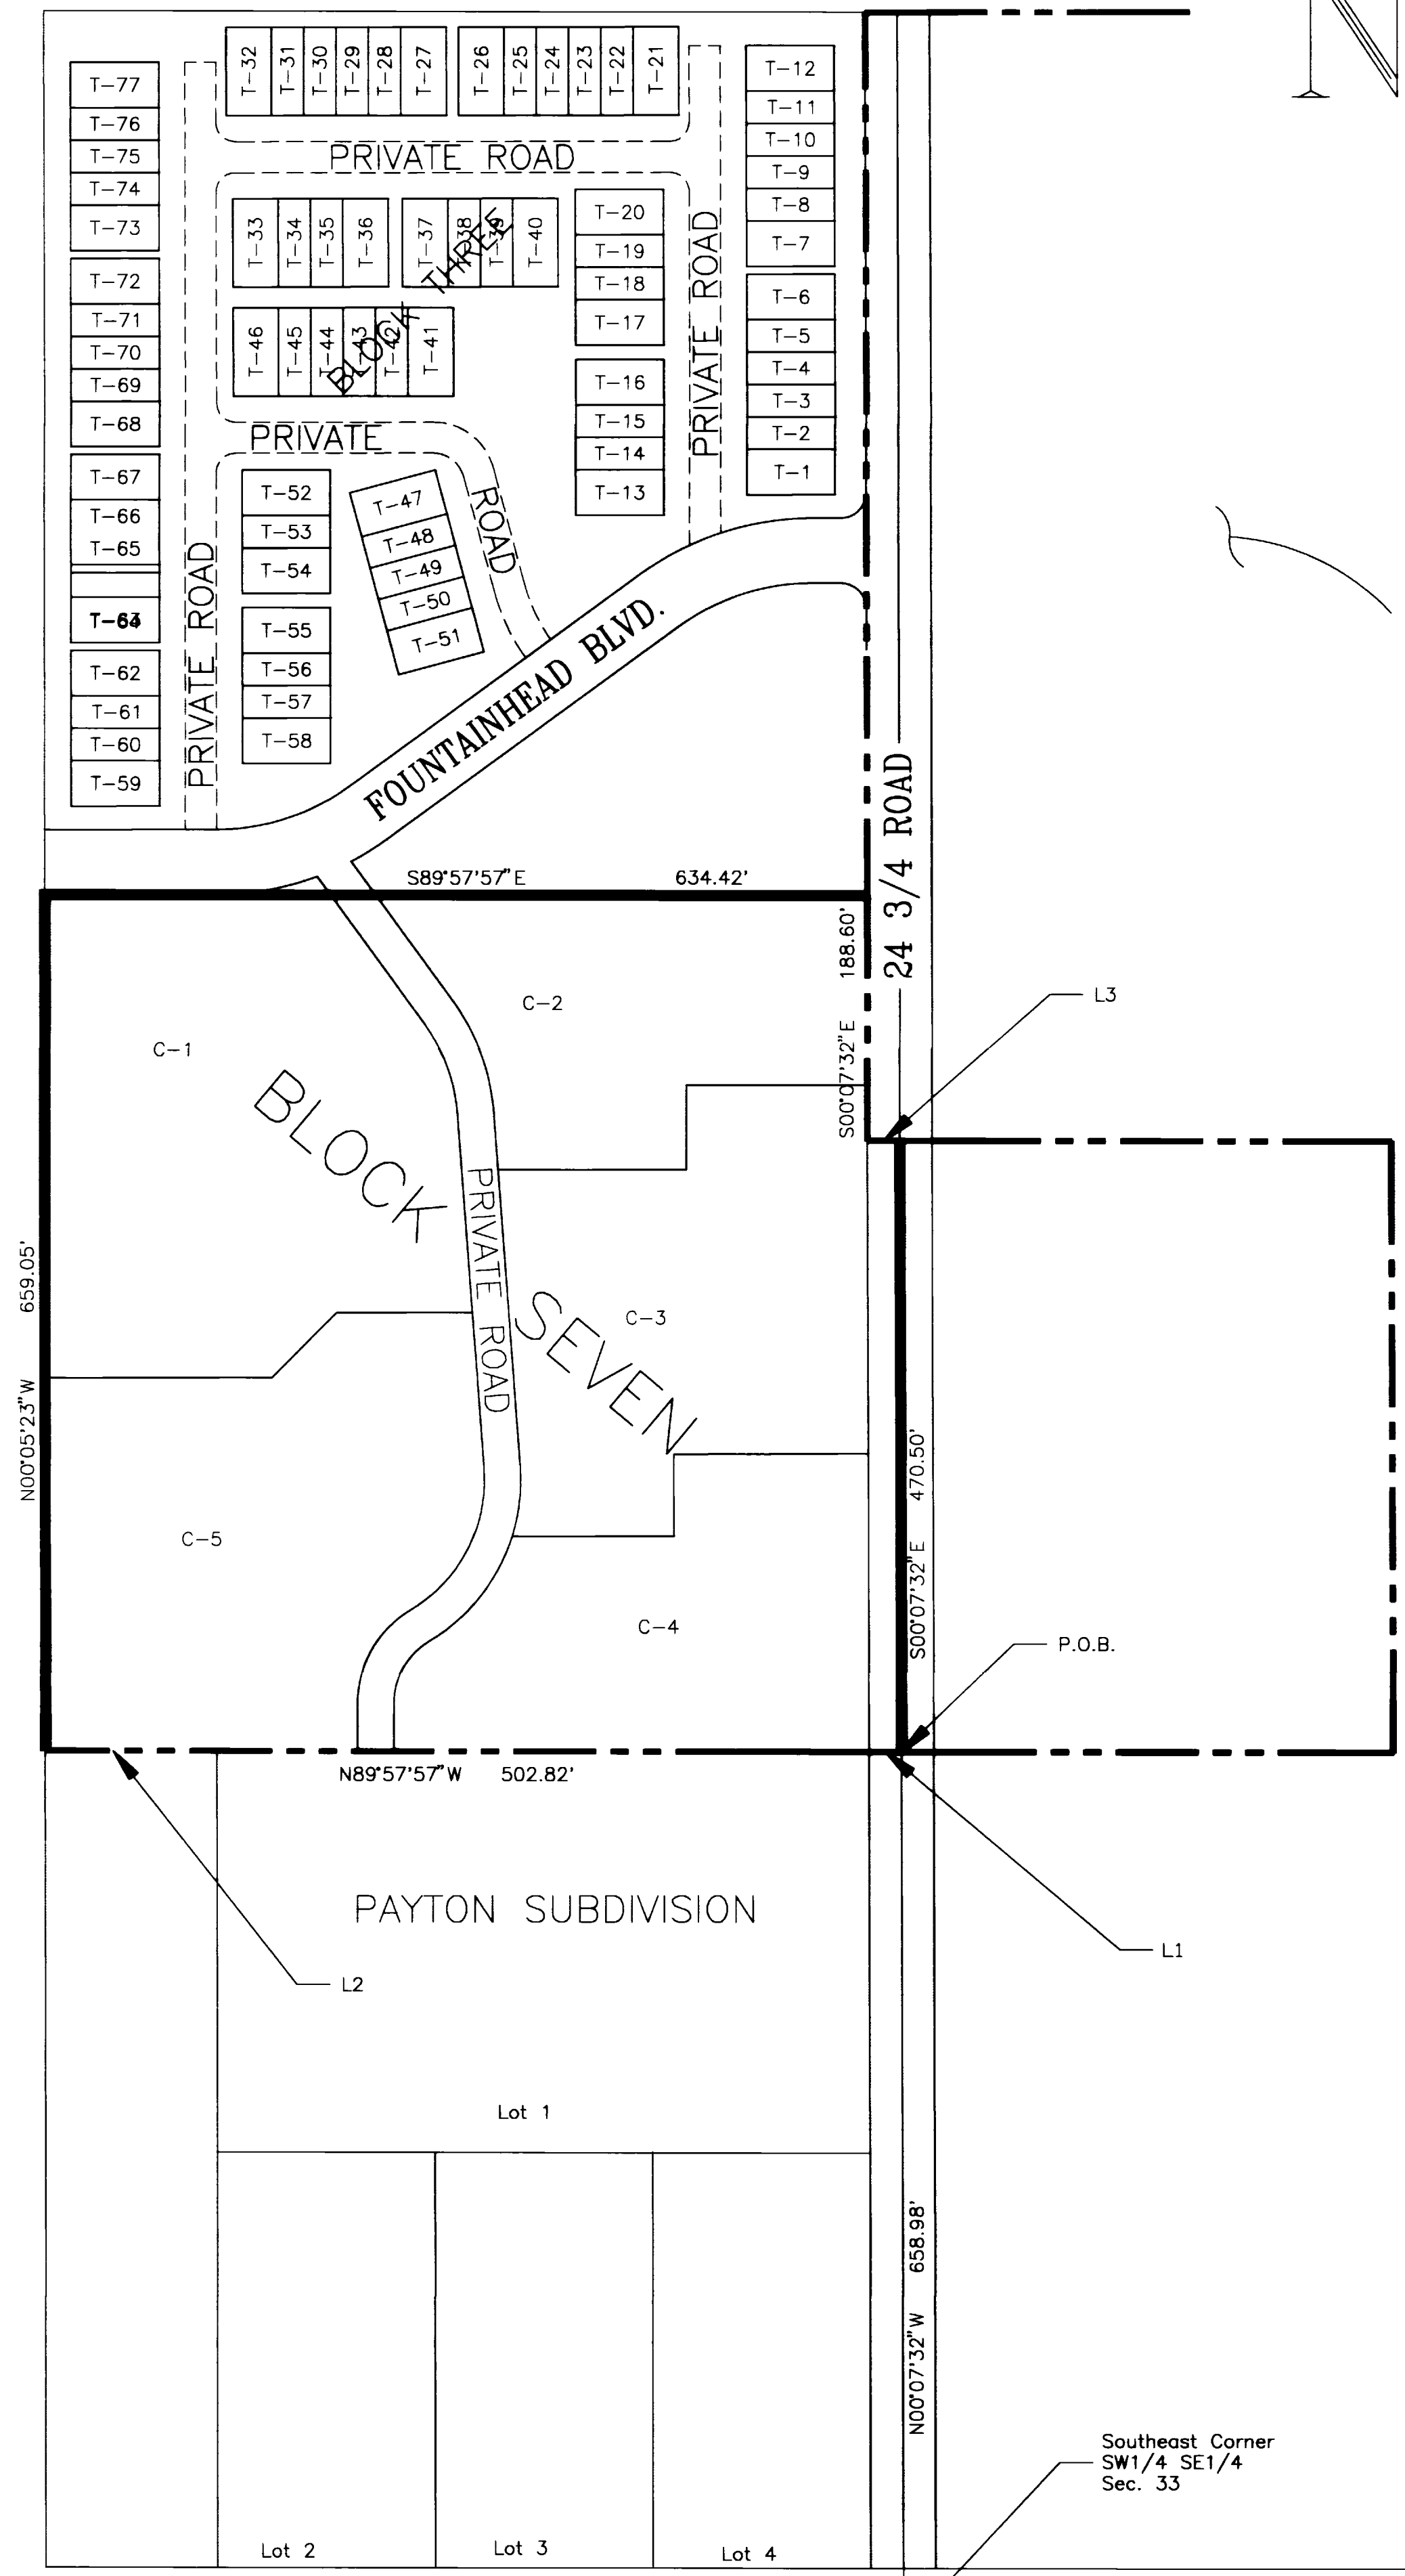 T-32
T-31
T-30
T-29
T-28
T-27
T-26
T-25
T-24
T-23
T-22
T-21
T-12
T-11
T-10
T-9
T-8
T-7
T-6
T-5
T-4
T-3
T-2
T-1
T-77
T-76
T-75
T-74
T-73
T-72
T-71
T-70
T-69
T-68
T-67
T-66
T-65
T-62
T-61
T-60
T-59
PRIVATE ROAD
T-33
T-34
T-35
T-36
T-37
T-38
T-39
T-40
T-20
T-19
T-18
T-17
T-16
T-15
T-14
T-13
PRIVATE ROAD
T-46
T-45
T-44
T-43
T-42
T-41
BLOCK THREE
PRIVATE ROAD
T-52
T-53
T-54
T-55
T-56
T-57
T-58
T-47
T-48
T-49
T-50
T-51
PRIVATE ROAD
FOUNTAINHEAD BLVD.
24 3/4 ROAD
S89°57'57"E 634.42'
S00°07'32"E 188.60'
L3
C-2
C-1
BLOCK SEVEN
PRIVATE ROAD
C-3
N00°05'23"W 659.05'
S00°07'32"E 470.50'
C-5
C-4
P.O.B.
N89°57'57"W 502.82'
PAYTON SUBDIVISION
L1
L2
Lot 1
N00°07'32"W 658.98'
Southeast Corner
SW1/4 SE1/4
Sec. 33
Lot 2
Lot 3
Lot 4